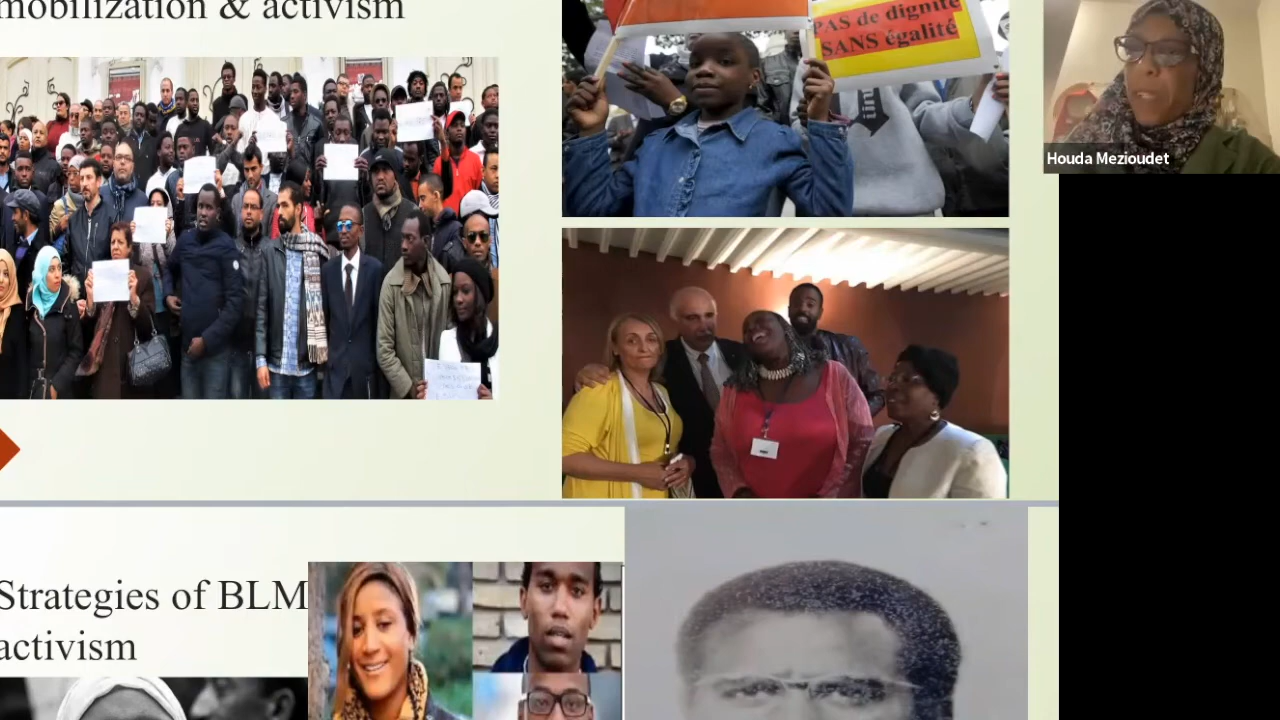 mobilization & activism
PAS de dignité
SANS égalité
Houda Mezioudet
Strategies of BLM
activism